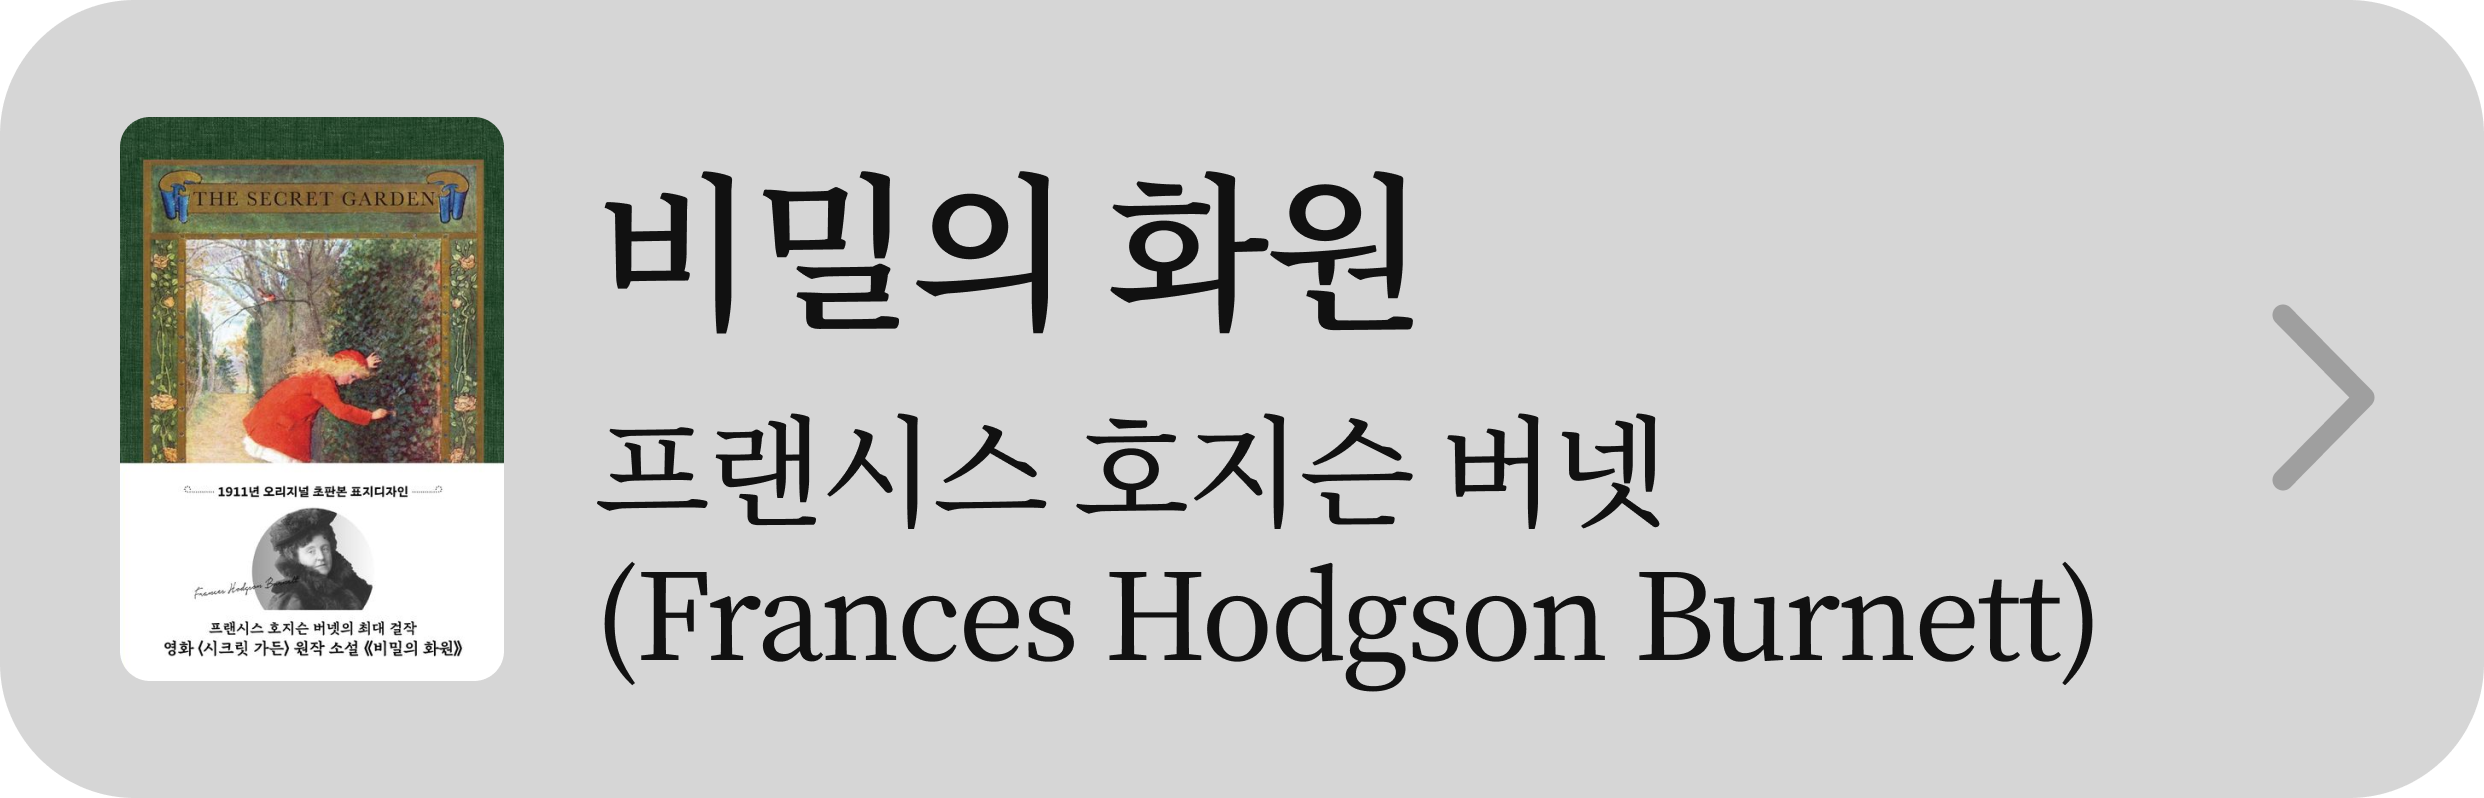 THE SECRET GARDEN
1911년 오리지널 초판본 표지디자인
Frances Hodgson Burnett
프랜시스 호지슨 버넷의 최대 걸작
영화 〈시크릿 가든〉 원작 소설 《비밀의 화원》
비밀의 화원
프랜시스 호지슨 버넷
(Frances Hodgson Burnett)